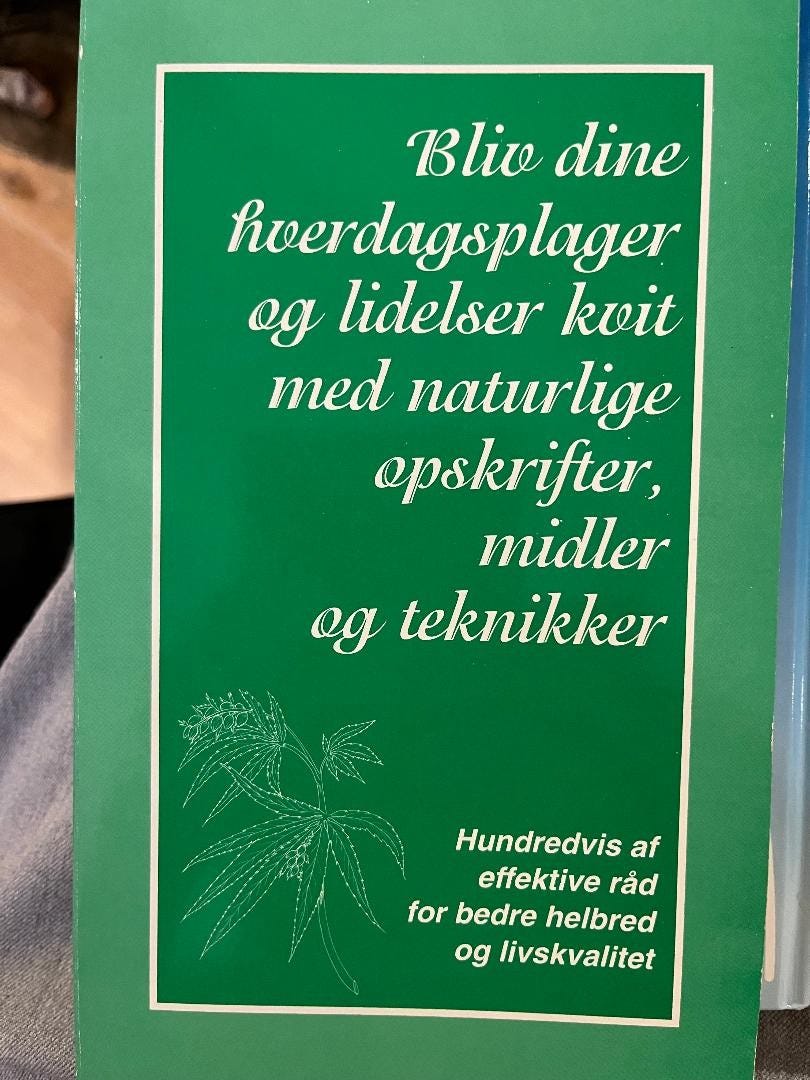 Bliv dine
hverdagsplager
og lidelser kvit
med naturlige
opskrifter,
midler
og teknikker
Hundredvis af
effektive råd
for bedre helbred
og livskvalitet